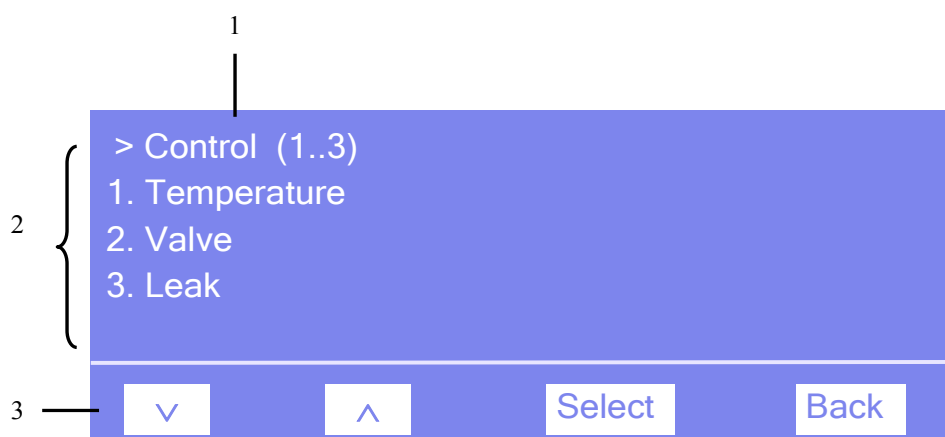 1
> Control (1..3)
1. Temperature
2. Valve
3. Leak
2
3
∨ ∧ Select Back